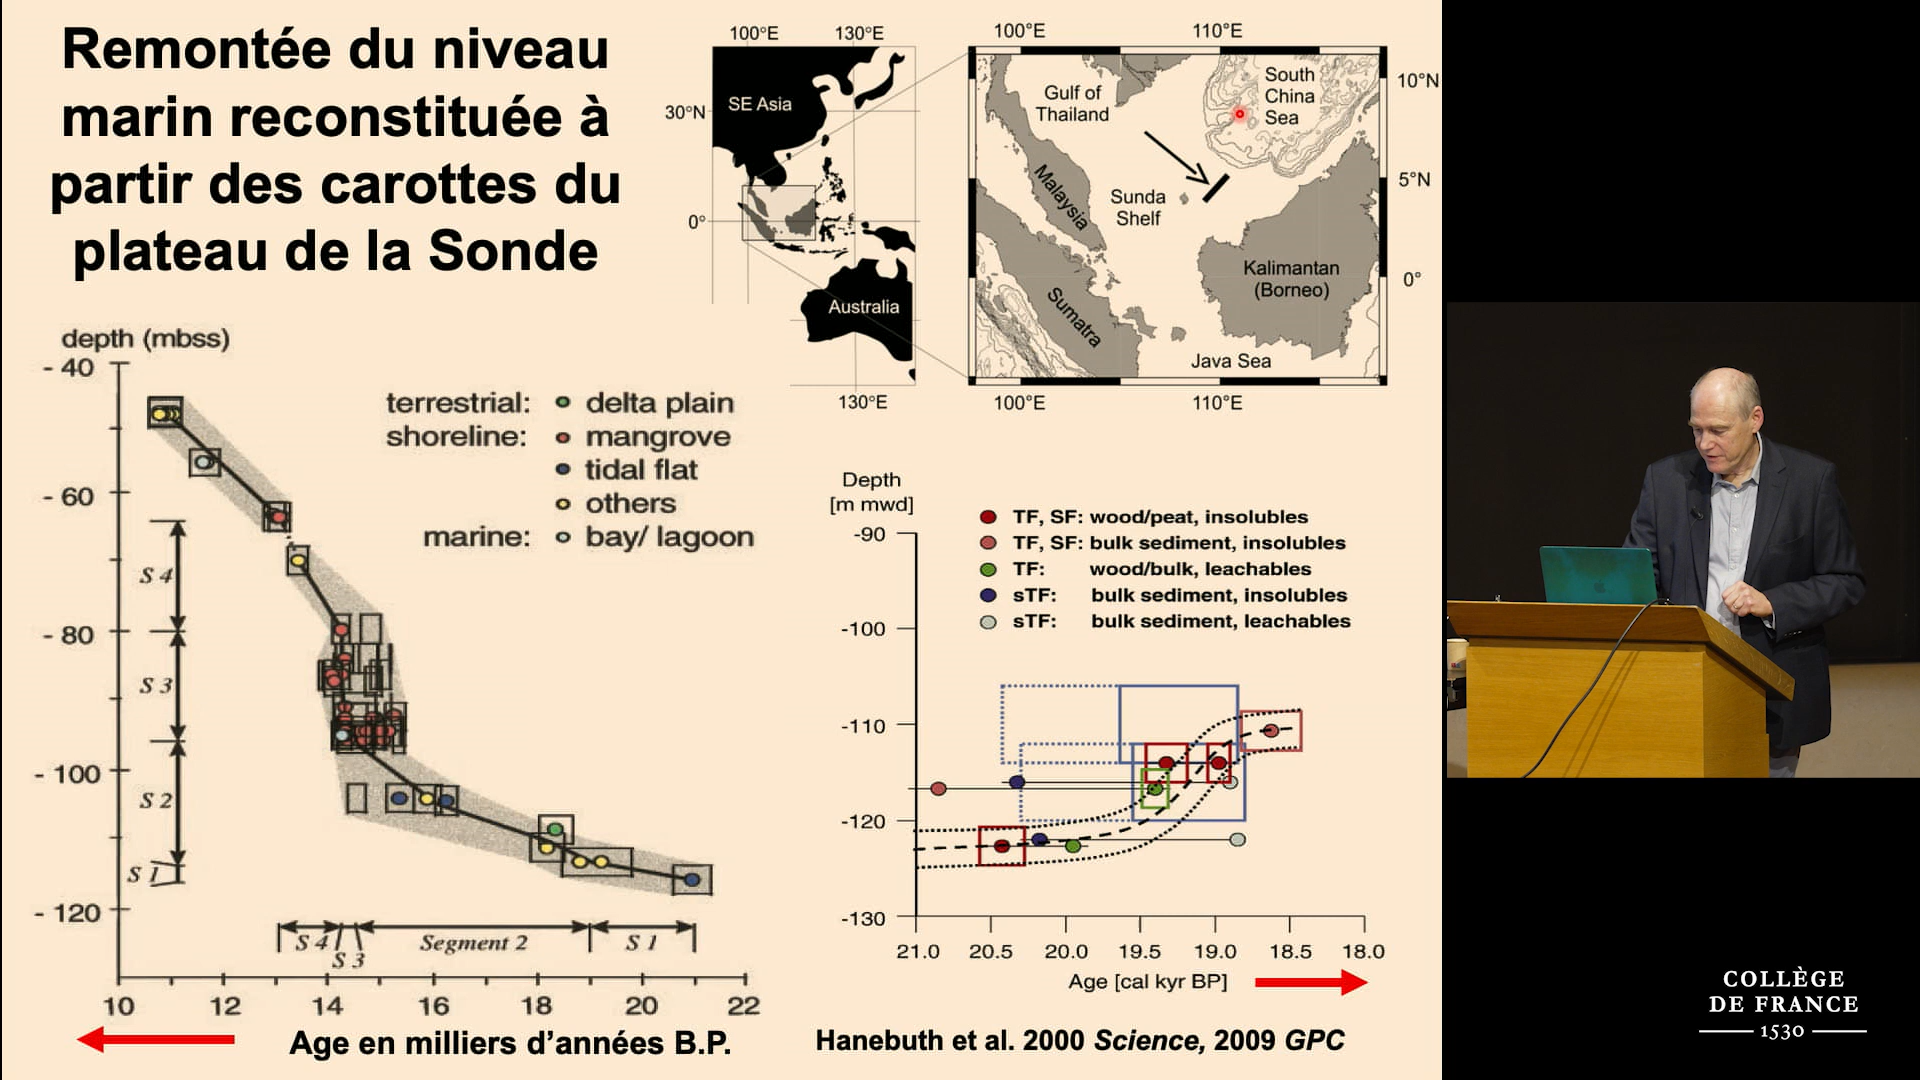 Remontée du niveau
marin reconstituée à
partir des carottes du
plateau de la Sonde
100°E
130°E
30°N
0°
SE Asia
Australia
130°E
100°E
110°E
10°N
5°N
0°
Gulf of
Thailand
South
China
Sea
Malaysia
Sunda
Shelf
Sumatra
Kalimantan
(Borneo)
Java Sea
100°E
110°E
depth (mbss)
- 40
- 60
- 80
- 100
- 120
terrestrial: delta plain
shoreline: mangrove
tidal flat
others
marine: bay/ lagoon
S 4
S 3
S 2
S 1
S 4
S 3
Segment 2
S 1
10 12 14 16 18 20 22
Age en milliers d'années B.P.
Depth
[m mwd]
-90
-100
-110
-120
-130
TF, SF: wood/peat, insolubles
TF, SF: bulk sediment, insolubles
TF: wood/bulk, leachables
sTF: bulk sediment, insolubles
sTF: bulk sediment, leachables
21.0 20.5 20.0 19.5 19.0 18.5 18.0
Age [cal kyr BP]
Hanebuth et al. 2000 Science, 2009 GPC
COLLÈGE
DE FRANCE
1530